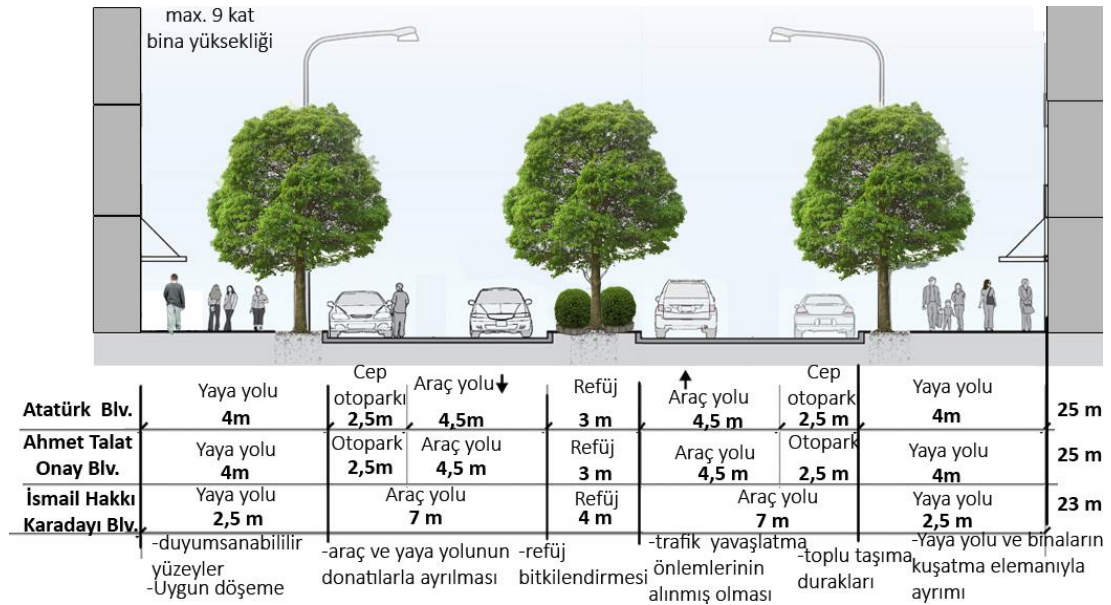 max. 9 kat
bina yüksekliği
Atatürk Blv.
Yaya yolu
4m
Cep
otoparkı
2,5m
Araç yolu
4,5m
Refüj
3 m
Araç yolu
4,5 m
Cep
otopark
2,5 m
Yaya yolu
4m
25 m
Ahmet Talat
Onay Blv.
Yaya yolu
4m
Otopark
2,5m
Araç yolu
4,5 m
Refüj
3 m
Araç yolu
4,5 m
Otopark
2,5 m
Yaya yolu
4m
25 m
İsmail Hakkı
Karadayı Blv.
Yaya yolu
2,5 m
Araç yolu
7 m
Refüj
4 m
Araç yolu
7 m
Yaya yolu
2,5 m
23 m
-duyumsanabililir
yüzeyler
-Uygun döşeme
-araç ve yaya yolunun
donatılarla ayrılması
-refüj
bitkilendirmesi
-trafik yavaşlatma
önlemlerinin
alınmış olması
-toplu taşıma
durakları
-Yaya yolu ve binaların
kuşatma elemanıyla
ayrımı